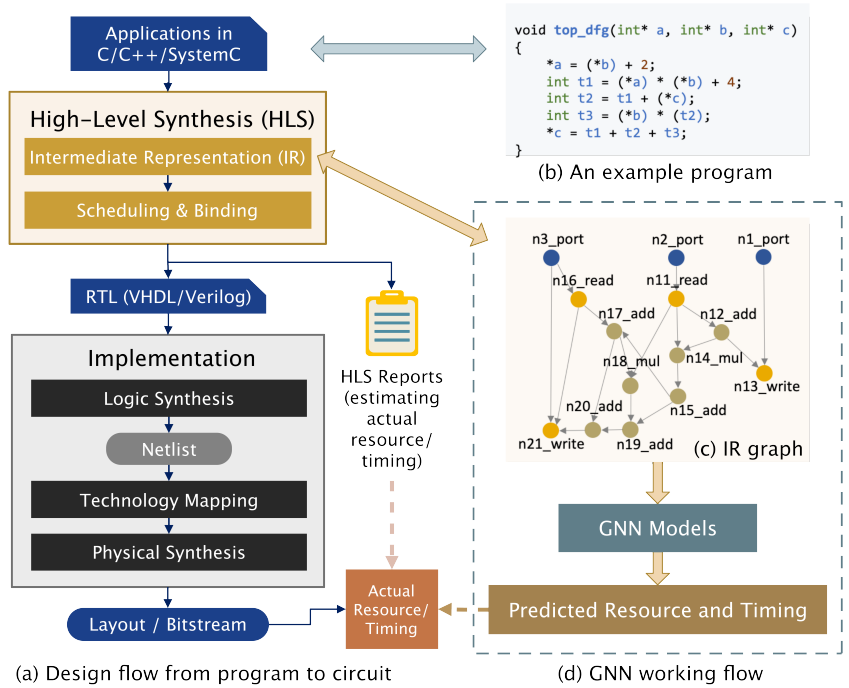 Applications in
C/C++/SystemC
High-Level Synthesis (HLS)
Intermediate Representation (IR)
Scheduling & Binding
RTL (VHDL/Verilog)
Implementation
Logic Synthesis
Netlist
Technology Mapping
Physical Synthesis
Layout / Bitstream
HLS Reports
(estimating
actual
resource/
timing)
Actual
Resource/
Timing
(a) Design flow from program to circuit
void top_dfg(int* a, int* b, int* c)
{
*a = (*b) + 2;
int t1 = (*a) * (*b) + 4;
int t2 = t1 + (*c);
int t3 = (*b) * (t2);
*c = t1 + t2 + t3;
}
(b) An example program
n3_port
n2_port
n1_port
n16_read
n11_read
n17_add
n12_add
n18_mul
n14_mul
n13_write
n20_add
n15_add
n21_write
n19_add
(c) IR graph
GNN Models
Predicted Resource and Timing
(d) GNN working flow